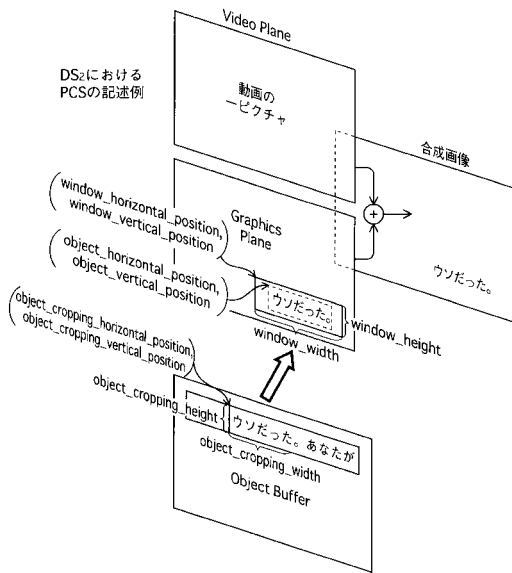 Video Plane
DS2における
PCSの記述例
動画の
一ピクチャ
合成画像
(window_horizontal_position,
window_vertical_position)
Graphics
Plane
+
(object_horizontal_position,
object_vertical_position)
ウソだった。
ウソだった。
window_height
window_width
(object_cropping_horizontal_position,
object_cropping_vertical_position)
object_cropping_height
ウソだった。あなたが
object_cropping_width
Object Buffer